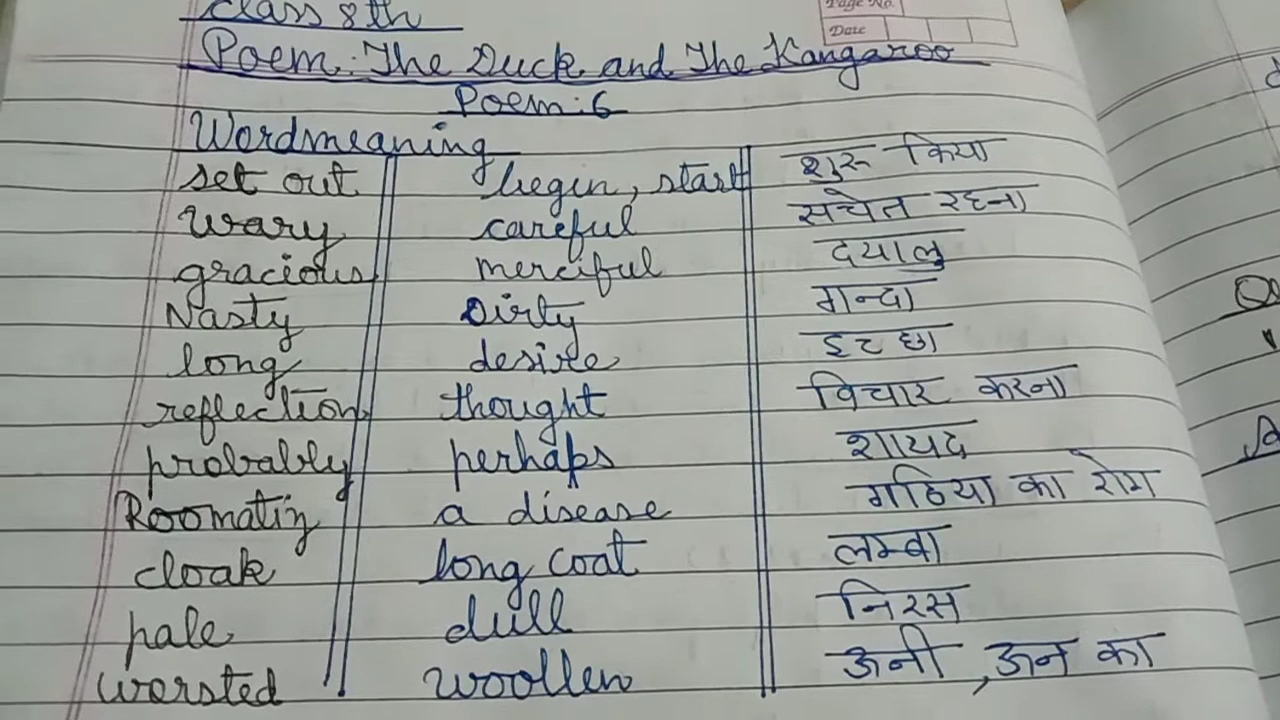 class 8th
Page No.
Date
Poem: The Duck and The Kangaroo
Poem: 6
Wordmeaning
set out begin, start शुरू किया
wary careful सचेत रहना
gracious merciful दयालु
Nasty Dirty गन्दा
long desire इच्छा
reflection thought विचार करना
probably perhaps शायद
Roomatiz a disease गठिया का रोग
cloak long coat लम्बा
pale dull निरस
worsted woollen ऊनी, ऊन का